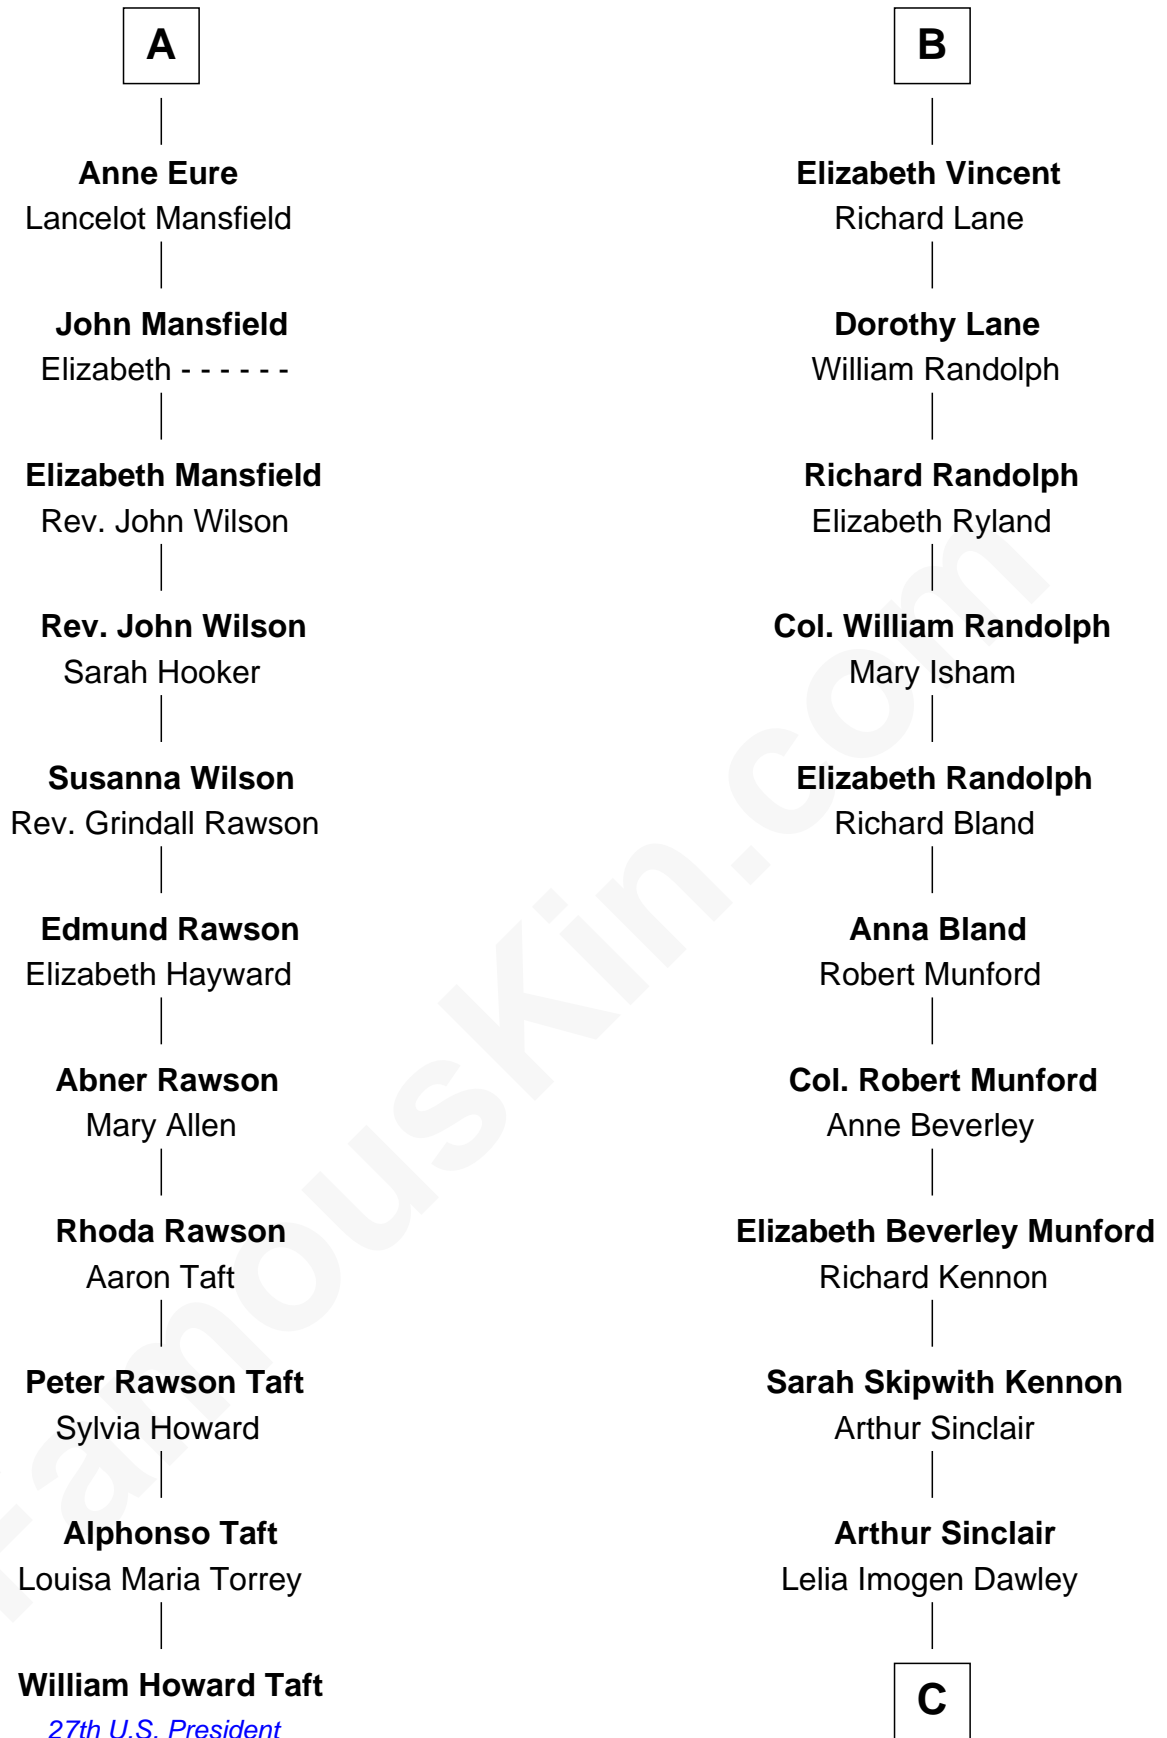 A
Anne Eure
Lancelot Mansfield
John Mansfield
Elizabeth - - - - - -
Elizabeth Mansfield
Rev. John Wilson
Rev. John Wilson
Sarah Hooker
Susanna Wilson
Rev. Grindall Rawson
Edmund Rawson
Elizabeth Hayward
Abner Rawson
Mary Allen
Rhoda Rawson
Aaron Taft
Peter Rawson Taft
Sylvia Howard
Alphonso Taft
Louisa Maria Torrey
William Howard Taft
27th U.S. President
B
Elizabeth Vincent
Richard Lane
Dorothy Lane
William Randolph
Richard Randolph
Elizabeth Ryland
Col. William Randolph
Mary Isham
Elizabeth Randolph
Richard Bland
Anna Bland
Robert Munford
Col. Robert Munford
Anne Beverley
Elizabeth Beverley Munford
Richard Kennon
Sarah Skipwith Kennon
Arthur Sinclair
Arthur Sinclair
Lelia Imogen Dawley
C
FamousKin.com